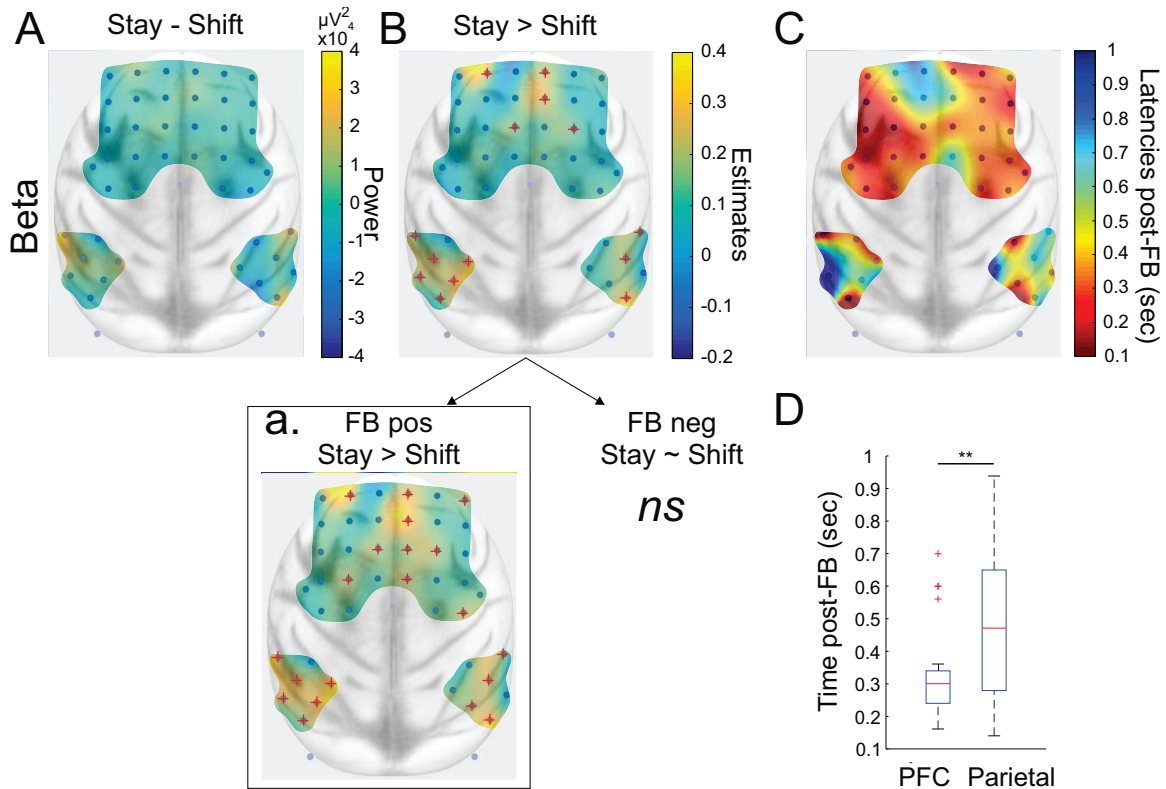 A
Stay - Shift
µV²
x10⁴
4
3
2
1
0
-1
-2
-3
-4
Power
Beta
B
Stay > Shift
0.4
0.3
0.2
0.1
0
-0.1
-0.2
Estimates
C
1
0.9
0.8
0.7
0.6
0.5
0.4
0.3
0.2
0.1
Latencies post-FB (sec)
a.
FB pos
Stay > Shift
FB neg
Stay ~ Shift
ns
D
**
1
0.9
0.8
0.7
0.6
0.5
0.4
0.3
0.2
0.1
Time post-FB (sec)
PFC Parietal